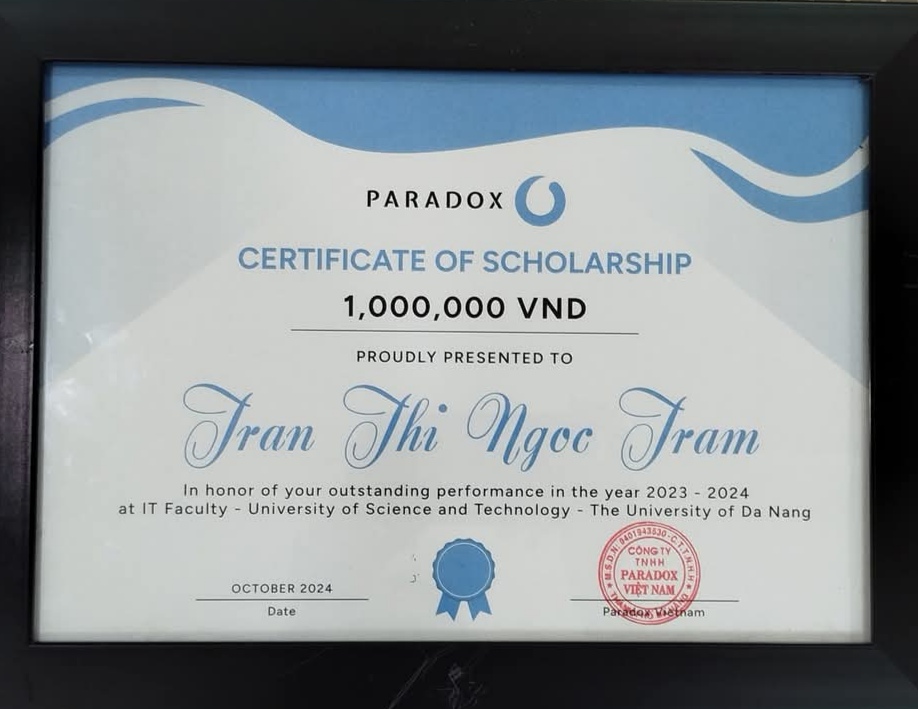 PARADOX
CERTIFICATE OF SCHOLARSHIP
1,000,000 VND
PROUDLY PRESENTED TO
Tran Thi Ngoc Tram
In honor of your outstanding performance in the year 2023 - 2024
at IT Faculty - University of Science and Technology - The University of Da Nang
OCTOBER 2024
Date
M.S.D.N: 0401943530-C.T.T.N.H.H
CÔNG TY
TNHH
PARADOX
VIỆT NAM
Paradox Vietnam